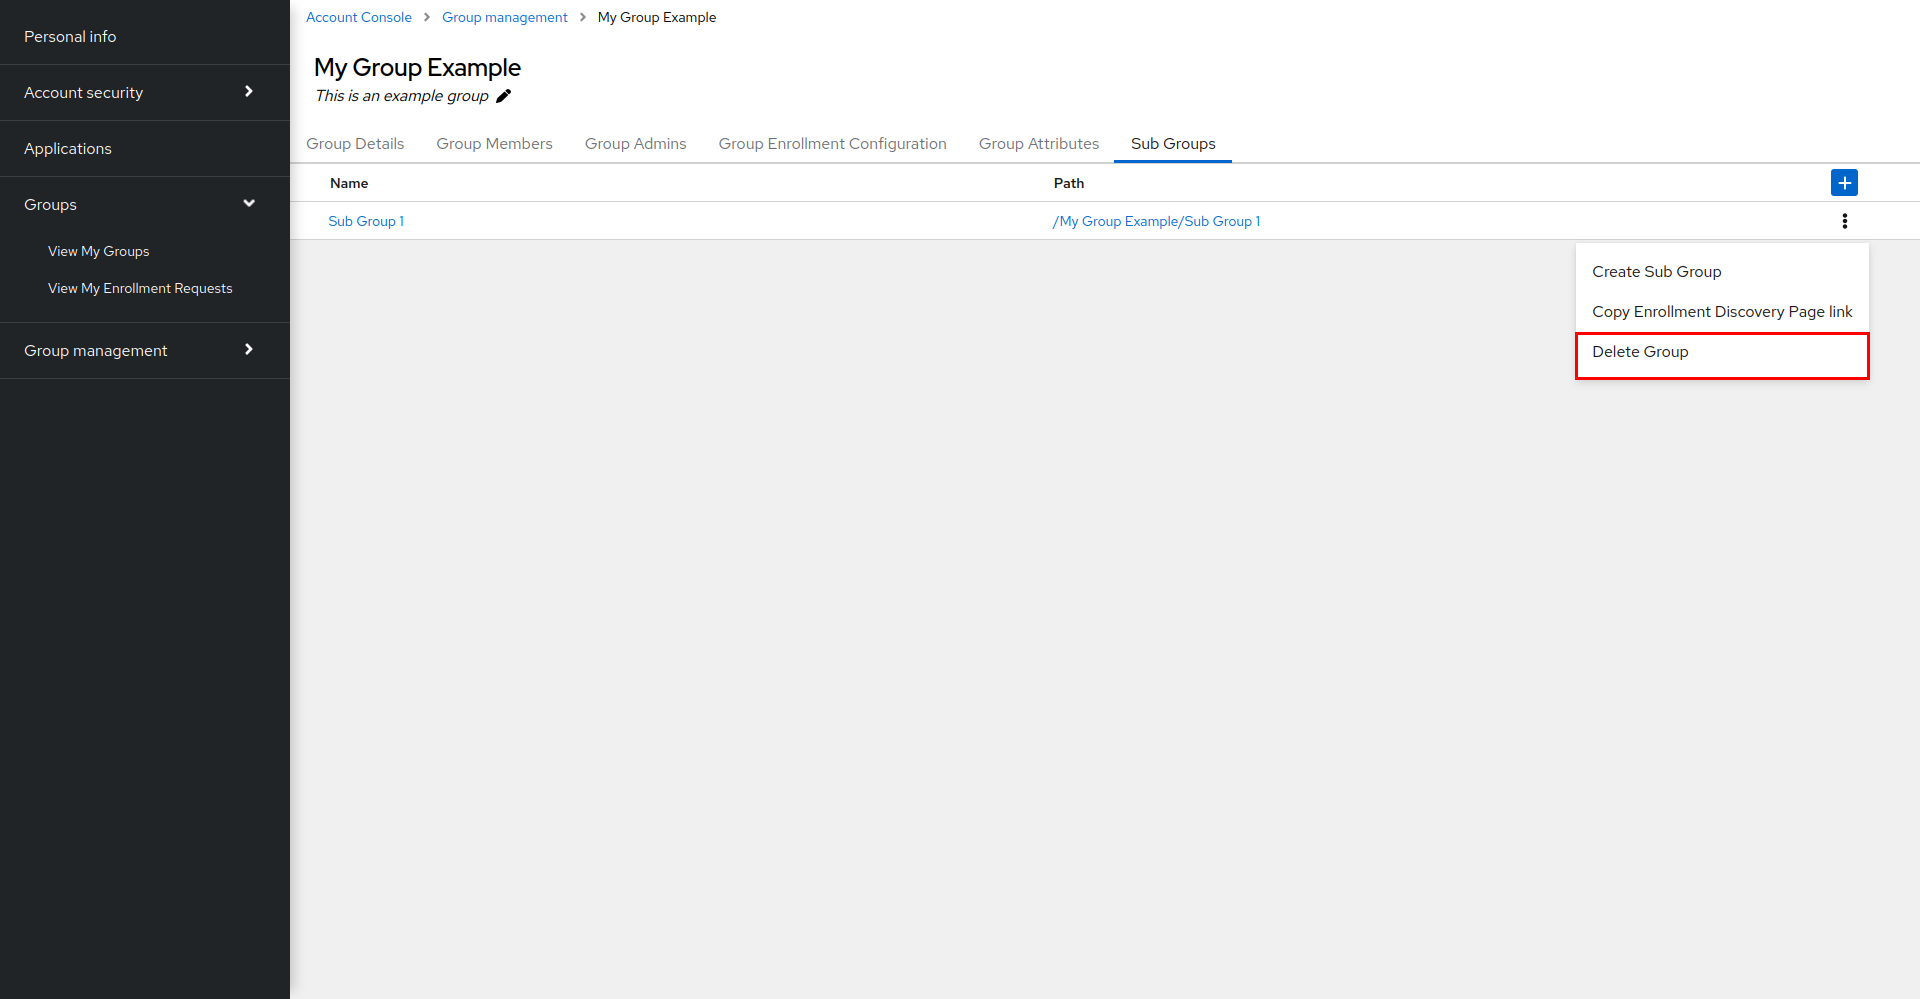 Personal info
Account security
Applications
Groups
View My Groups
View My Enrollment Requests
Group management
Account Console > Group management > My Group Example
My Group Example
This is an example group
Group Details Group Members Group Admins Group Enrollment Configuration Group Attributes Sub Groups
Name Path
Sub Group 1 /My Group Example/Sub Group 1
Create Sub Group
Copy Enrollment Discovery Page link
Delete Group